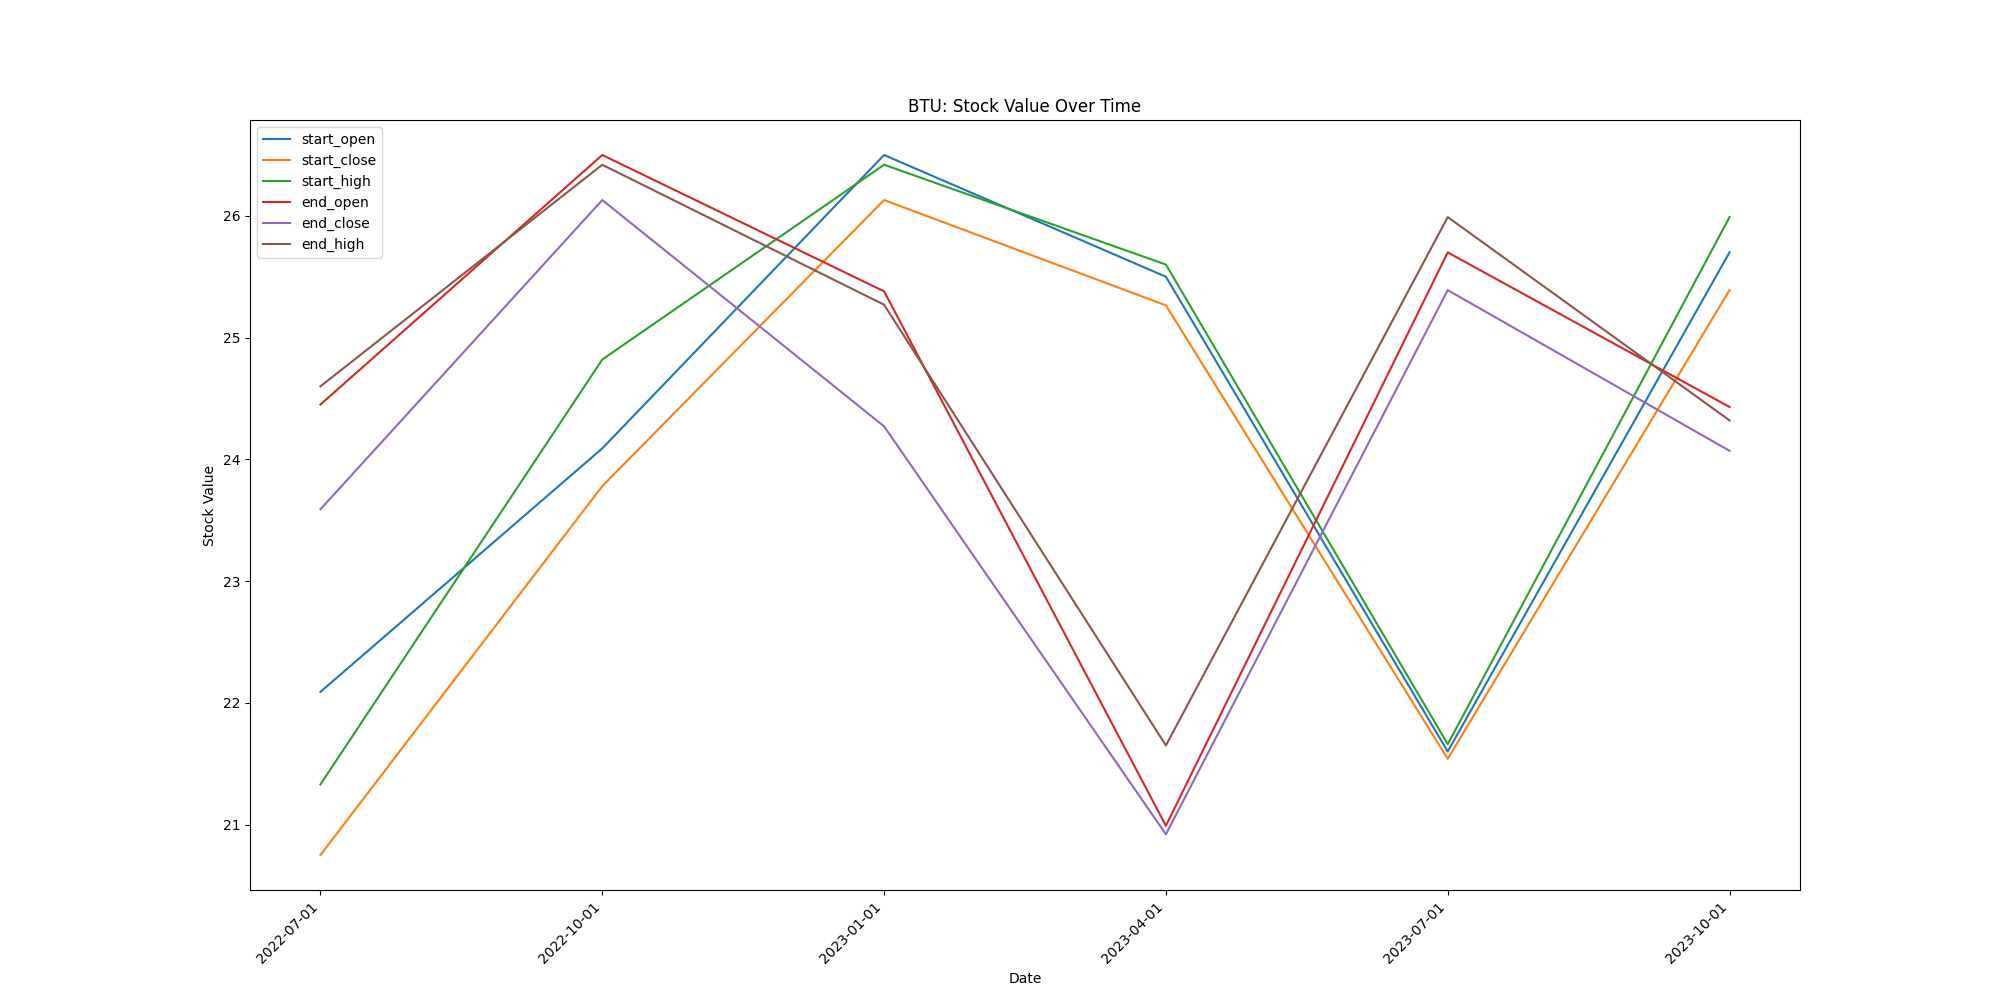 BTU: Stock Value Over Time
start_open
start_close
start_high
end_open
end_close
end_high
26
25
24
23
22
21
Stock Value
2022-07-01
2022-10-01
2023-01-01
2023-04-01
2023-07-01
2023-10-01
Date